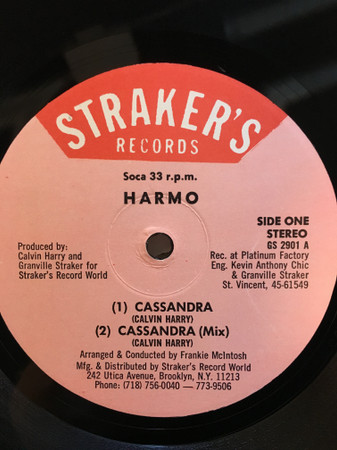 STRAKER'S
RECORDS
Soca 33 r.p.m.
HARMO
SIDE ONE
STEREO
GS 2901 A
Produced by:
Calvin Harry and
Granville Straker for
Straker's Record World
Rec. at Platinum Factory
Eng. Kevin Anthony Chic
& Granville Straker
St. Vincent, 45-61549
(1) CASSANDRA
(CALVIN HARRY)
(2) CASSANDRA (Mix)
(CALVIN HARRY)
Arranged & Conducted by Frankie McIntosh
Mfg. & Distributed by Straker's Record World
242 Utica Avenue, Brooklyn, N.Y. 11213
Phone: (718) 756-0040 — 773-9506